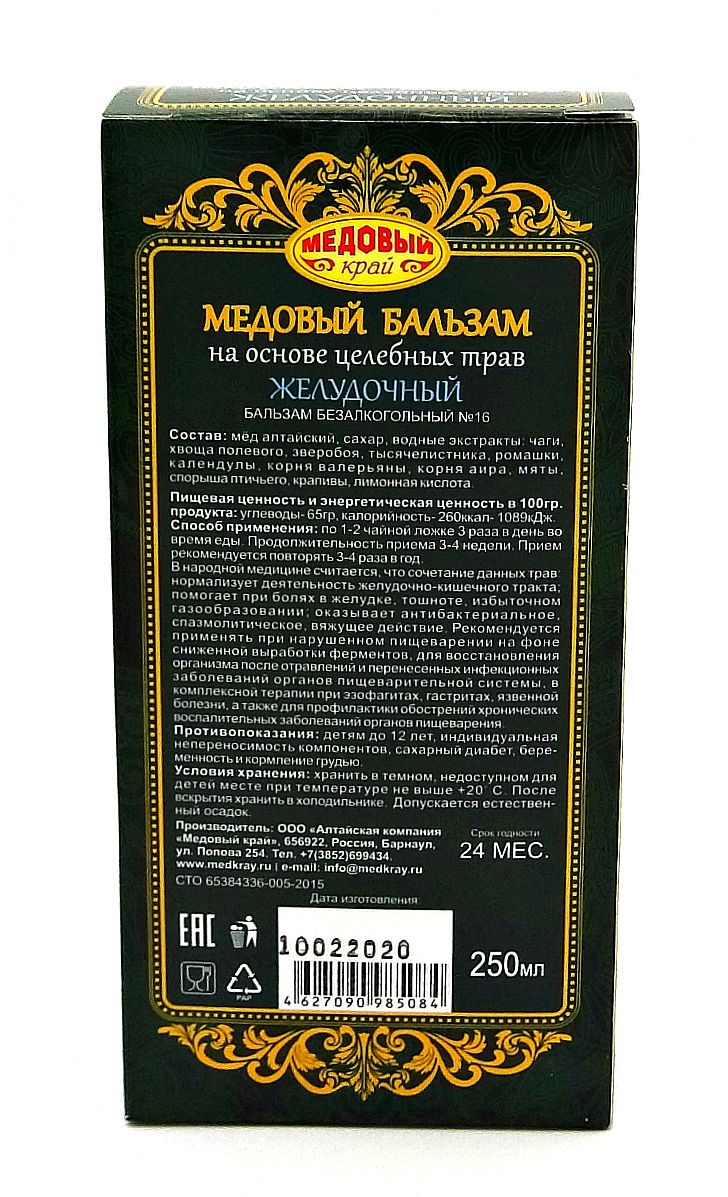 ЖЕЛУДОЧНЫЙ
МЕДОВЫЙ
край
МЕДОВЫЙ БАЛЬЗАМ
на основе целебных трав
ЖЕЛУДОЧНЫЙ
БАЛЬЗАМ БЕЗАЛКОГОЛЬНЫЙ №16
Состав: мёд алтайский, сахар, водные экстракты: чаги,
хвоща полевого, зверобоя, тысячелистника, ромашки,
календулы, корня валерьяны, корня аира, мяты,
спорыша птичьего, крапивы, лимонная кислота.
Пищевая ценность и энергетическая ценность в 100гр.
продукта: углеводы- 65гр, калорийность- 260ккал- 1089кДж.
Способ применения: по 1-2 чайной ложке 3 раза в день во
время еды. Продолжительность приема 3-4 недели. Прием
рекомендуется повторять 3-4 раза в год.
В народной медицине считается, что сочетание данных трав:
нормализует деятельность желудочно-кишечного тракта;
помогает при болях в желудке, тошноте, избыточном
газообразовании; оказывает антибактериальное,
спазмолитическое, вяжущее действие. Рекомендуется
применять при нарушенном пищеварении на фоне
сниженной выработки ферментов, для восстановления
организма после отравлений и перенесенных инфекционных
заболеваний органов пищеварительной системы, в
комплексной терапии при эзофагитах, гастритах, язвенной
болезни, а также для профилактики обострений хронических
воспалительных заболеваний органов пищеварения.
Противопоказания: детям до 12 лет, индивидуальная
непереносимость компонентов, сахарный диабет, бере-
менность и кормление грудью.
Условия хранения: хранить в темном, недоступном для
детей месте при температуре не выше +20° С. После
вскрытия хранить в холодильнике. Допускается естествен-
ный осадок.
Производитель: ООО «Алтайская компания
«Медовый край», 656922, Россия, Барнаул,
ул. Попова 254. Тел. +7(3852)699434.
www.medkray.ru | e-mail: info@medkray.ru
СТО 65384336-005-2015
Срок годности
24 МЕС.
Дата изготовления
EAC
10022020
4 627090 985084
PAP
250мл